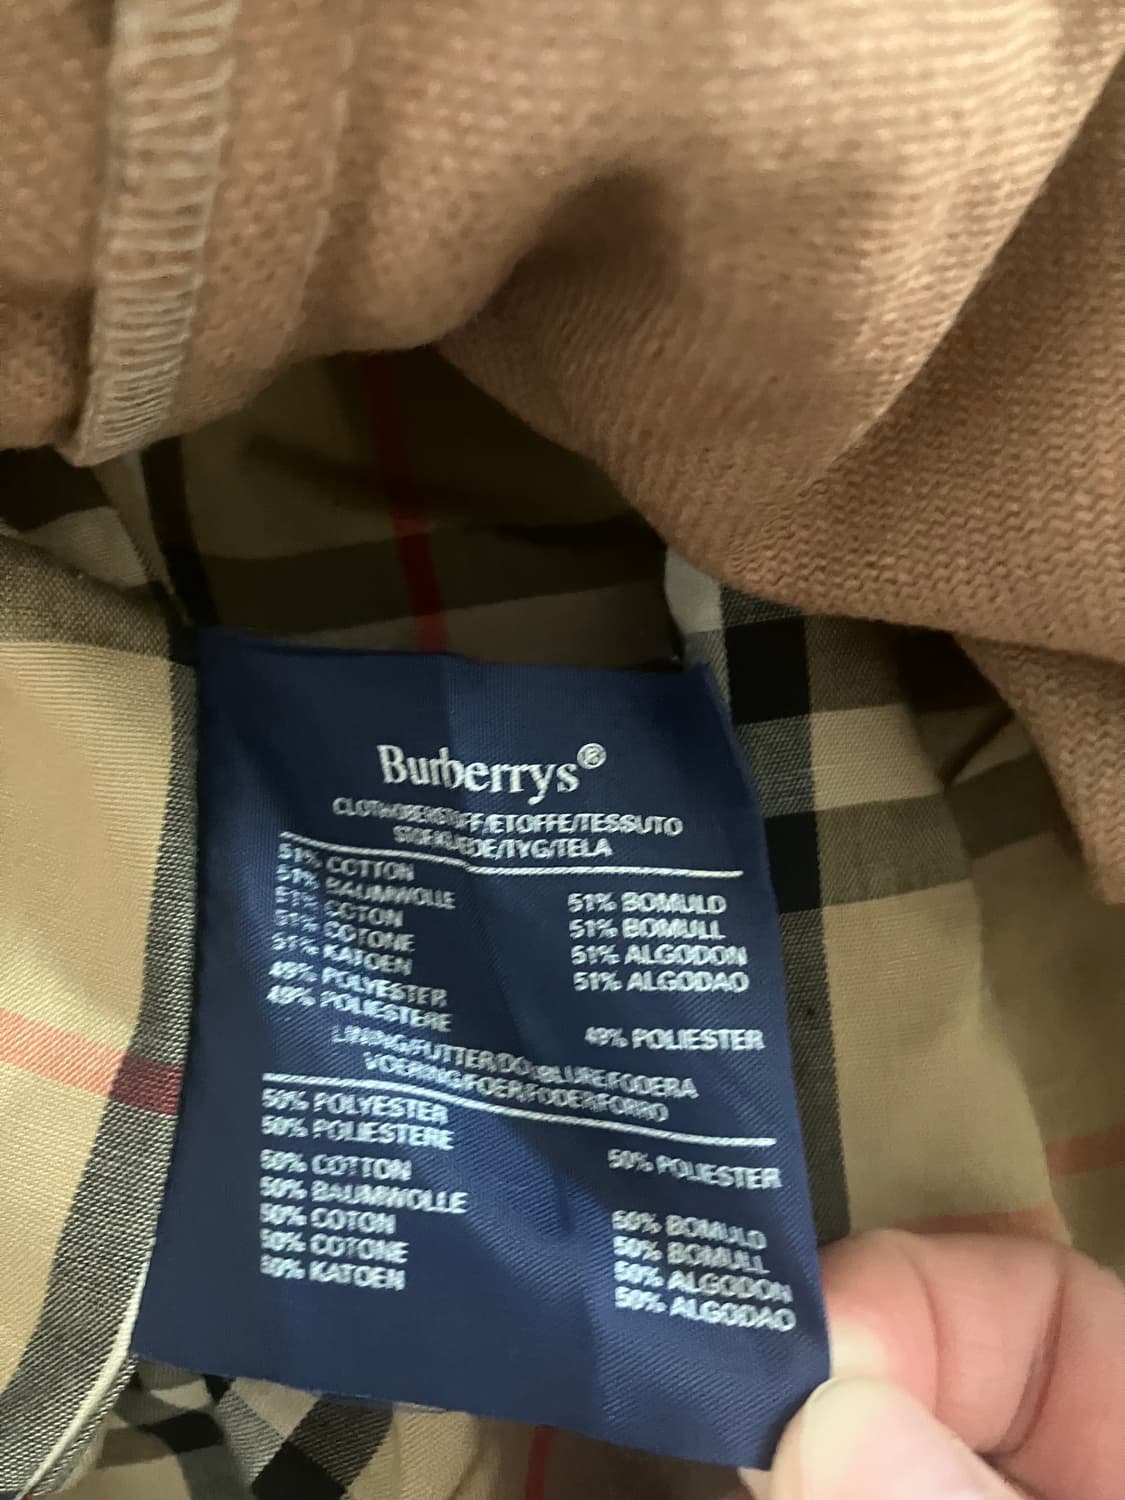 Burberrys®
CLOTH/OBERSTOFF/ETOFFE/TESSUTO
STOF/KLEDE/TYG/TELA
51% COTTON
51% BAUMWOLLE
51% COTON
51% COTONE
51% KATOEN
49% POLYESTER
49% POLIESTERE
51% BOMULD
51% BOMULL
51% ALGODON
51% ALGODAO
49% POLIESTER
LINING/FUTTER/DOUBLURE/FODERA
VOERING/FOER/FODER/FORRO
50% POLYESTER
50% POLIESTERE
50% COTTON
50% BAUMWOLLE
50% COTON
50% COTONE
50% KATOEN
50% POLIESTER
50% BOMULD
50% BOMULL
50% ALGODON
50% ALGODAO